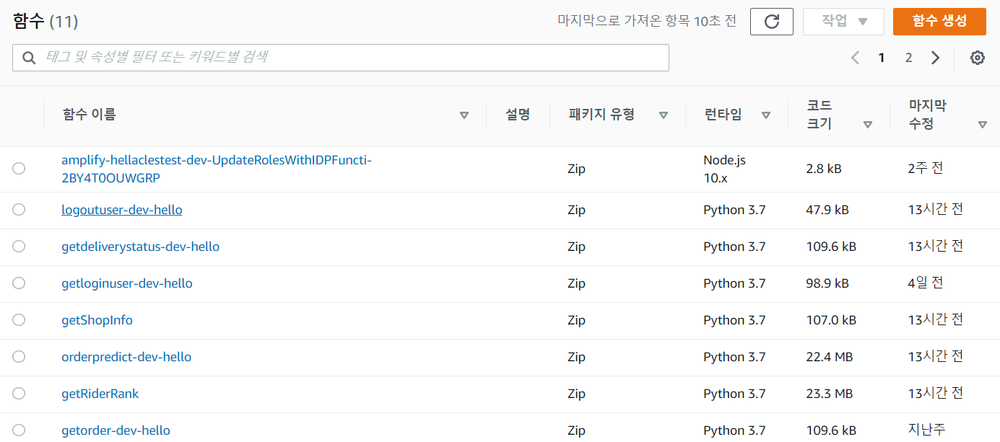 함수 (11)
마지막으로 가져온 항목 10초 전
작업
함수 생성
태그 및 속성별 필터 또는 키워드별 검색
1 2
함수 이름 설명 패키지 유형 런타임 코드 크기 마지막 수정
amplify-hellaclestest-dev-UpdateRolesWithIDPFuncti-
2BY4T0OUWGRP
Zip
Node.js
10.x
2.8 kB
2주 전
logoutuser-dev-hello Zip Python 3.7 47.9 kB 13시간 전
getdeliverystatus-dev-hello Zip Python 3.7 109.6 kB 13시간 전
getloginuser-dev-hello Zip Python 3.7 98.9 kB 4일 전
getShopInfo Zip Python 3.7 107.0 kB 13시간 전
orderpredict-dev-hello Zip Python 3.7 22.4 MB 13시간 전
getRiderRank Zip Python 3.7 23.3 MB 13시간 전
getorder-dev-hello Zip Python 3.7 109.6 kB 지난주